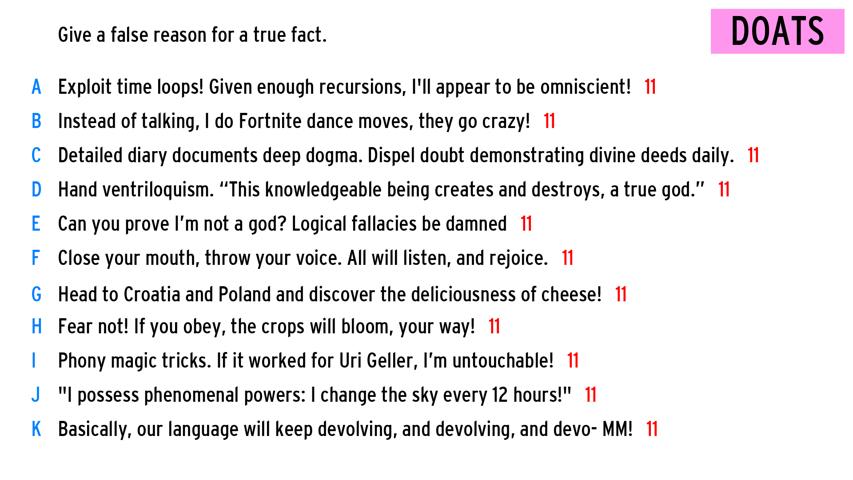 Give a false reason for a true fact.
DOATS
A Exploit time loops! Given enough recursions, I'll appear to be omniscient! 11
B Instead of talking, I do Fortnite dance moves, they go crazy! 11
C Detailed diary documents deep dogma. Dispel doubt demonstrating divine deeds daily. 11
D Hand ventriloquism. “This knowledgeable being creates and destroys, a true god.” 11
E Can you prove I’m not a god? Logical fallacies be damned 11
F Close your mouth, throw your voice. All will listen, and rejoice. 11
G Head to Croatia and Poland and discover the deliciousness of cheese! 11
H Fear not! If you obey, the crops will bloom, your way! 11
I Phony magic tricks. If it worked for Uri Geller, I’m untouchable! 11
J "I possess phenomenal powers: I change the sky every 12 hours!" 11
K Basically, our language will keep devolving, and devolving, and devo- MM! 11